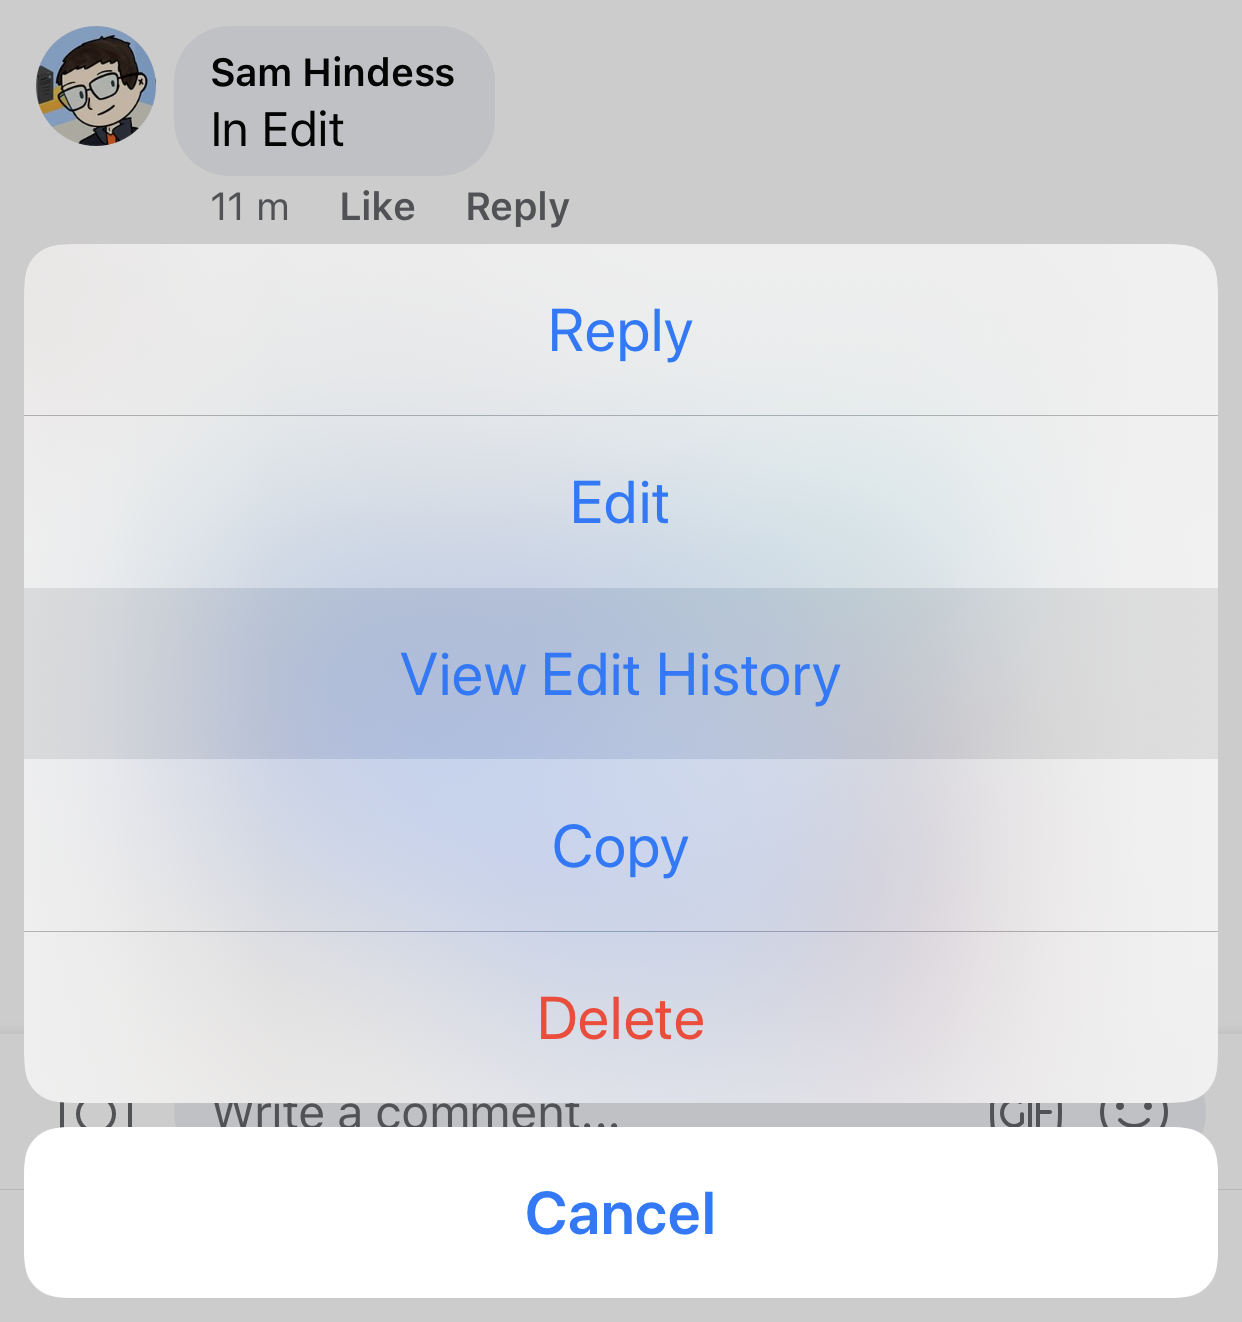 Sam Hindess
In Edit
11 m Like Reply
Reply
Edit
View Edit History
Copy
Delete
Write a comment...
GIF
Cancel